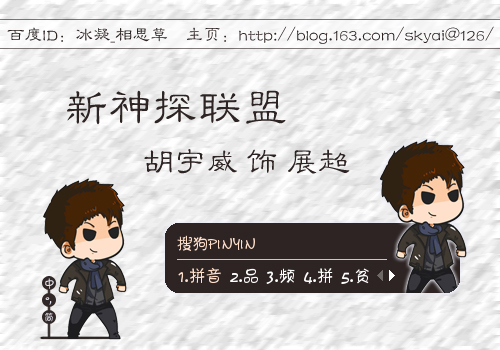 百度ID：冰凝_相思草 主页：http://blog.163.com/skyai@126/
新神探联盟
胡宇威 饰 展超
搜狗PINYIN
1.拼音 2.品 3.频 4.拼 5.贫
中
°,
简